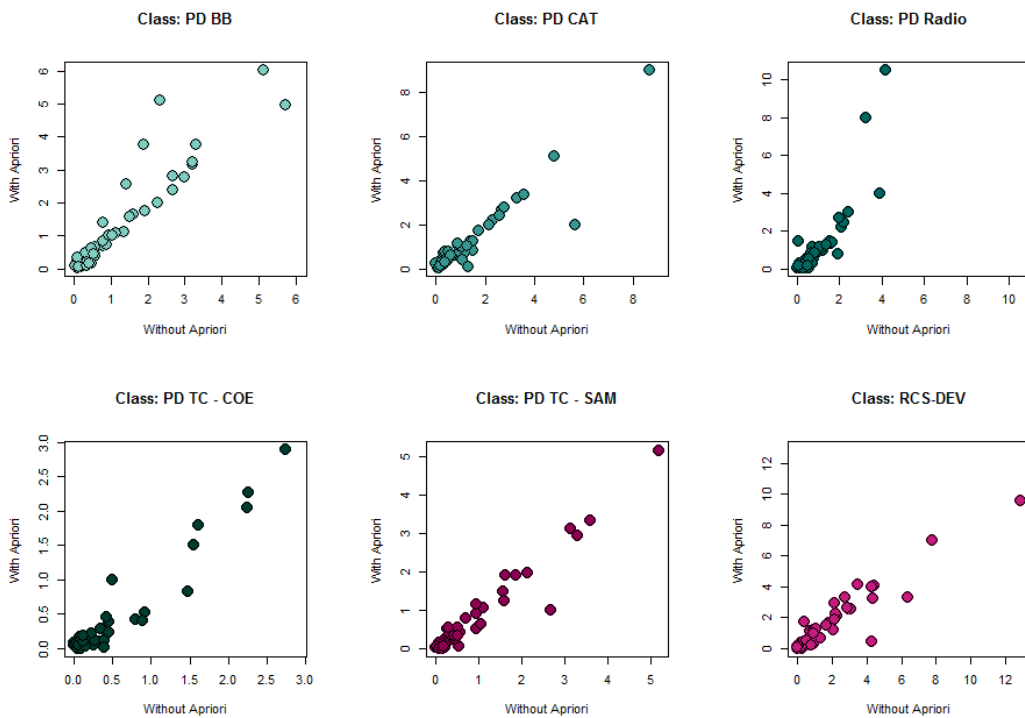 Class: PD BB
With Apriori
6
5
4
3
2
1
0
0 1 2 3 4 5 6
Without Apriori
Class: PD CAT
With Apriori
8
6
4
2
0
0 2 4 6 8
Without Apriori
Class: PD Radio
With Apriori
10
8
6
4
2
0
0 2 4 6 8 10
Without Apriori
Class: PD TC - COE
With Apriori
3.0
2.5
2.0
1.5
1.0
0.5
0.0
0.0 0.5 1.0 1.5 2.0 2.5 3.0
Without Apriori
Class: PD TC - SAM
With Apriori
5
4
3
2
1
0
0 1 2 3 4 5
Without Apriori
Class: RCS-DEV
With Apriori
12
10
8
6
4
2
0
0 2 4 6 8 10 12
Without Apriori